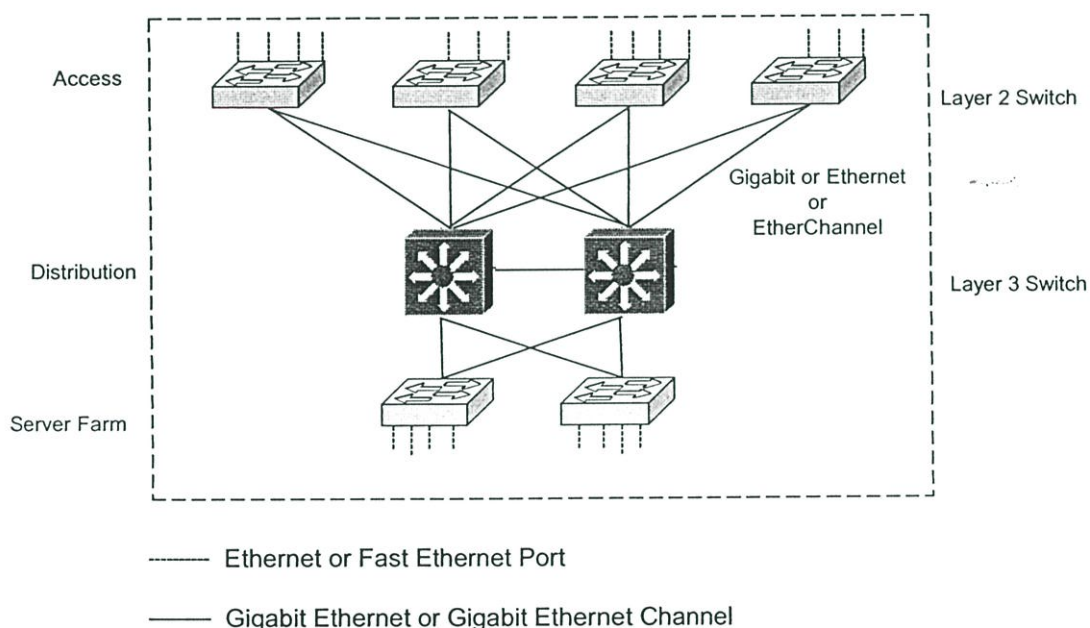 Access
Layer 2 Switch
Gigabit or Ethernet
or
EtherChannel
Distribution
Layer 3 Switch
Server Farm
Ethernet or Fast Ethernet Port
Gigabit Ethernet or Gigabit Ethernet Channel